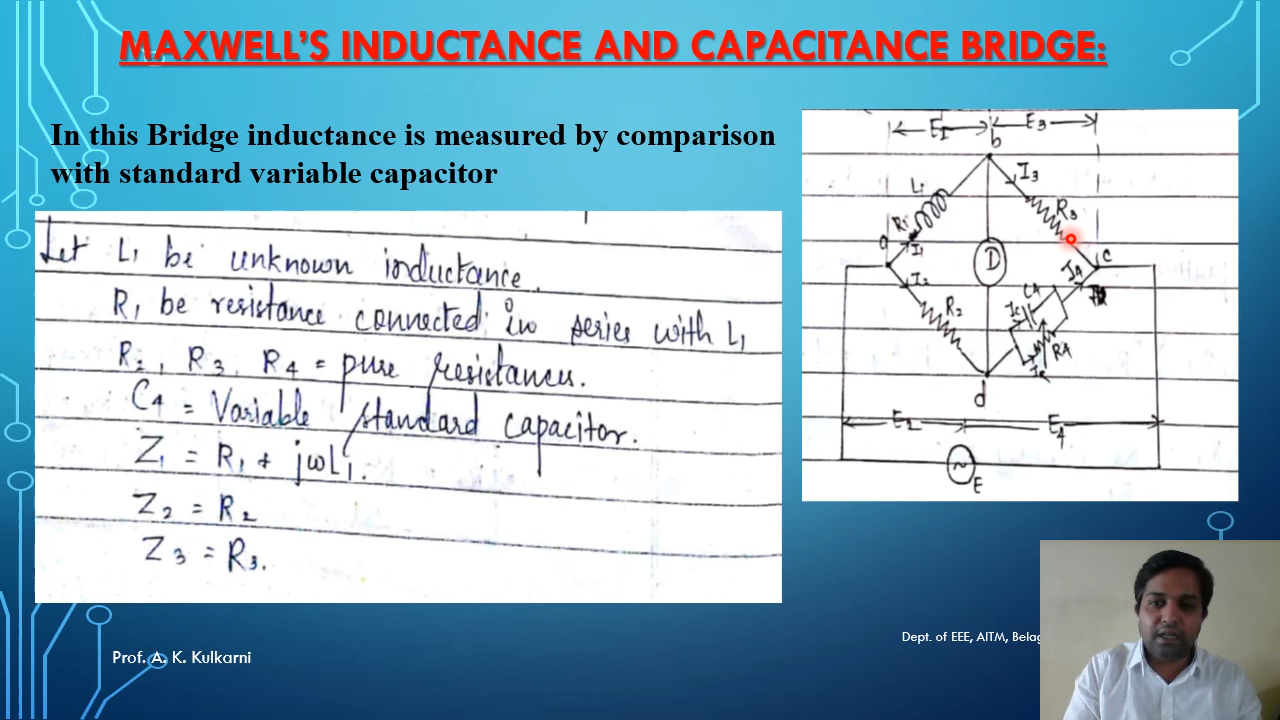 MAXWELL'S INDUCTANCE AND CAPACITANCE BRIDGE:
In this Bridge inductance is measured by comparison
with standard variable capacitor
Let L₁ be unknown inductance.
R₁ be resistance connected in series with L₁
R₂, R₃, R₄ = pure resistances.
C₄ = Variable standard capacitor.
Z₁ = R₁ + jωL₁.
Z₂ = R₂
Z₃ = R₃.
E₁ E₃
b
I₃
L₁
R₃
R₁
a I₁ D c
I₂ I₄
C₄
R₂ Ic
R₄
I_R
d
E₂ E₄
~
E
Dept. of EEE, AITM, Belag
Prof. A. K. Kulkarni